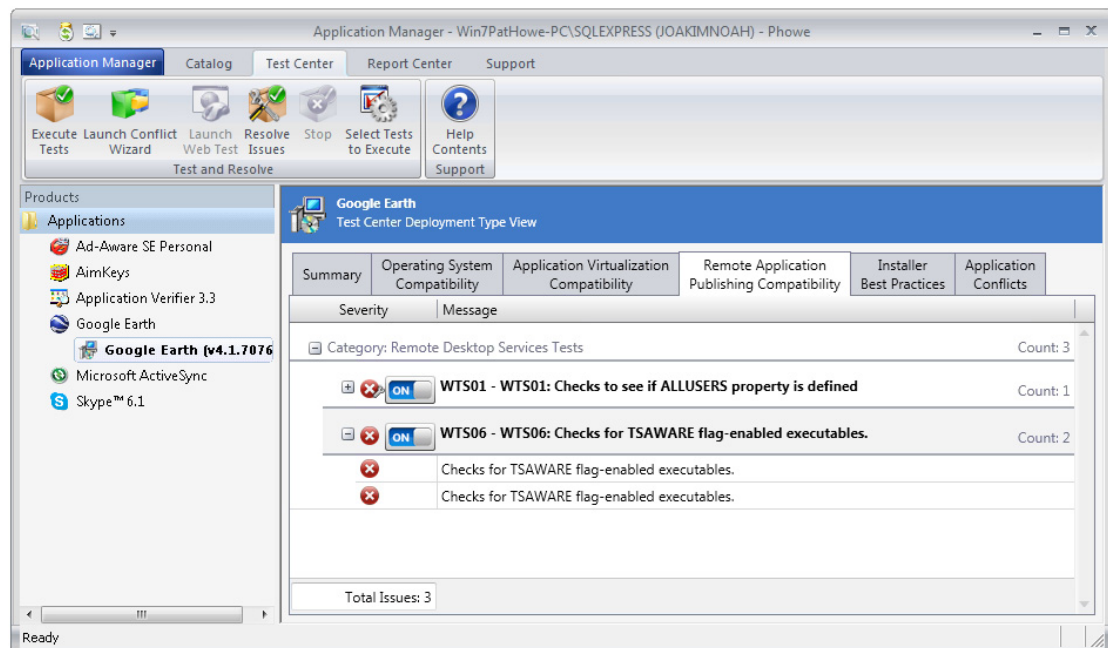 Application Manager - Win7PatHowe-PC\SQLEXPRESS (JOAKIMNOAH) - Phowe
Application Manager Catalog Test Center Report Center Support
Execute Tests
Launch Conflict Wizard
Launch Web Test
Resolve Issues
Stop
Select Tests to Execute
Help Contents
Test and Resolve
Support
Products
Applications
Ad-Aware SE Personal
AimKeys
Application Verifier 3.3
Google Earth
Google Earth (v4.1.7076
Microsoft ActiveSync
Skype™ 6.1
Google Earth
Test Center Deployment Type View
Summary
Operating System Compatibility
Application Virtualization Compatibility
Remote Application Publishing Compatibility
Installer Best Practices
Application Conflicts
Severity Message
Category: Remote Desktop Services Tests Count: 3
ON WTS01 - WTS01: Checks to see if ALLUSERS property is defined Count: 1
ON WTS06 - WTS06: Checks for TSAWARE flag-enabled executables. Count: 2
Checks for TSAWARE flag-enabled executables.
Checks for TSAWARE flag-enabled executables.
Total Issues: 3
Ready